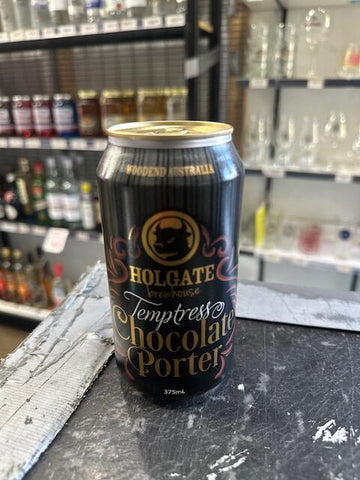 WOODEND AUSTRALIA
HOLGATE
brewhouse
Temptress
Chocolate
Porter
375mL